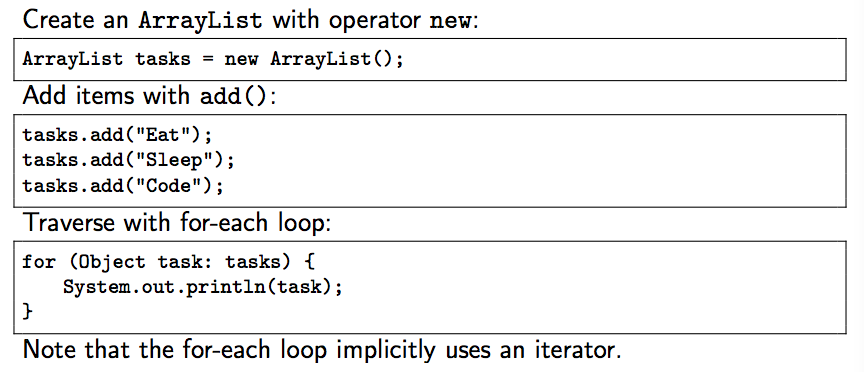 Create an ArrayList with operator new:
ArrayList tasks = new ArrayList();
Add items with add():
tasks.add("Eat");
tasks.add("Sleep");
tasks.add("Code");
Traverse with for-each loop:
for (Object task: tasks) {
    System.out.println(task);
}
Note that the for-each loop implicitly uses an iterator.